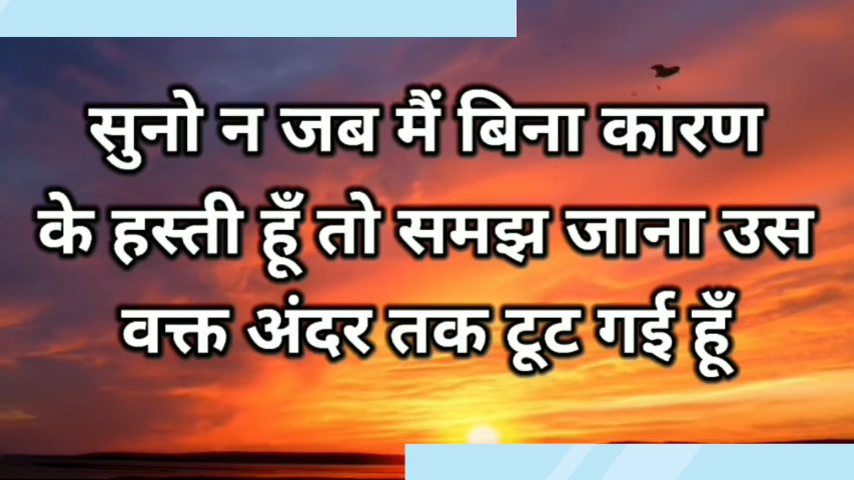 सुनो न जब मैं बिना कारण
के हस्ती हूँ तो समझ जाना उस
वक्त अंदर तक टूट गई हूँ